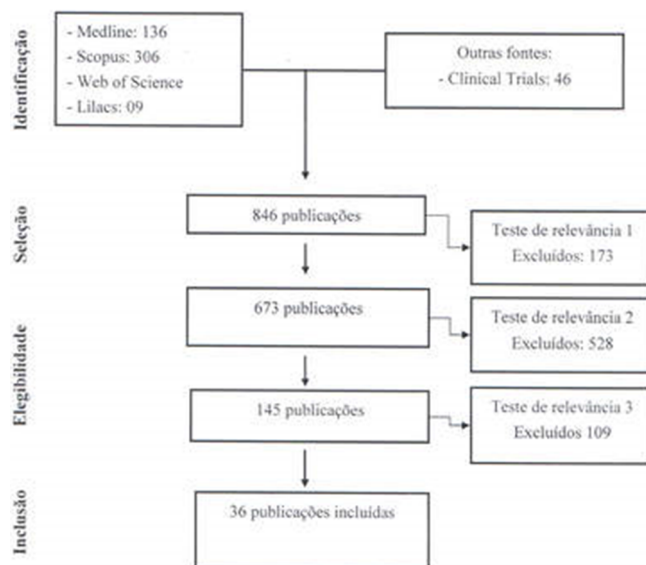 Identificação
- Medline: 136
- Scopus: 306
- Web of Science
- Lilacs: 09
Outras fontes:
- Clinical Trials: 46
Seleção
846 publicações
Teste de relevância 1
Excluídos: 173
Elegibilidade
673 publicações
Teste de relevância 2
Excluídos: 528
145 publicações
Teste de relevância 3
Excluídos 109
Inclusão
36 publicações incluídas